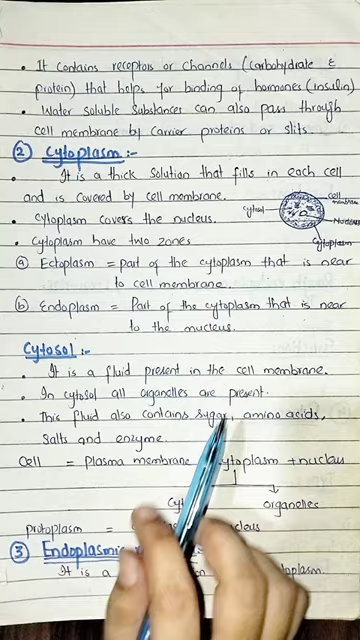 • It contains receptors or channels (carbohydrate &
protein) that helps for binding of hormones (insulin)
• Water soluble substances can also pass through
cell membrane by carrier proteins or slits.
② Cytoplasm :-
• It is a thick solution that fills in each cell
and is covered by cell membrane.
• Cytoplasm covers the nucleus.
• Cytoplasm have two zones
cytosol
cell
membrane
Nucleus
Cytoplasm
ⓐ Ectoplasm = part of the cytoplasm that is near
to cell membrane.
ⓑ Endoplasm = Part of the cytoplasm that is near
to the nucleus.
Cytosol :-
• It is a fluid present in the cell membrane.
• In cytosol all organelles are present.
• This fluid also contains sugar, amino acids,
salts and enzyme.
Cell = Plasma membrane cytoplasm + nucleus
organelles
protoplasm =
③
It is a